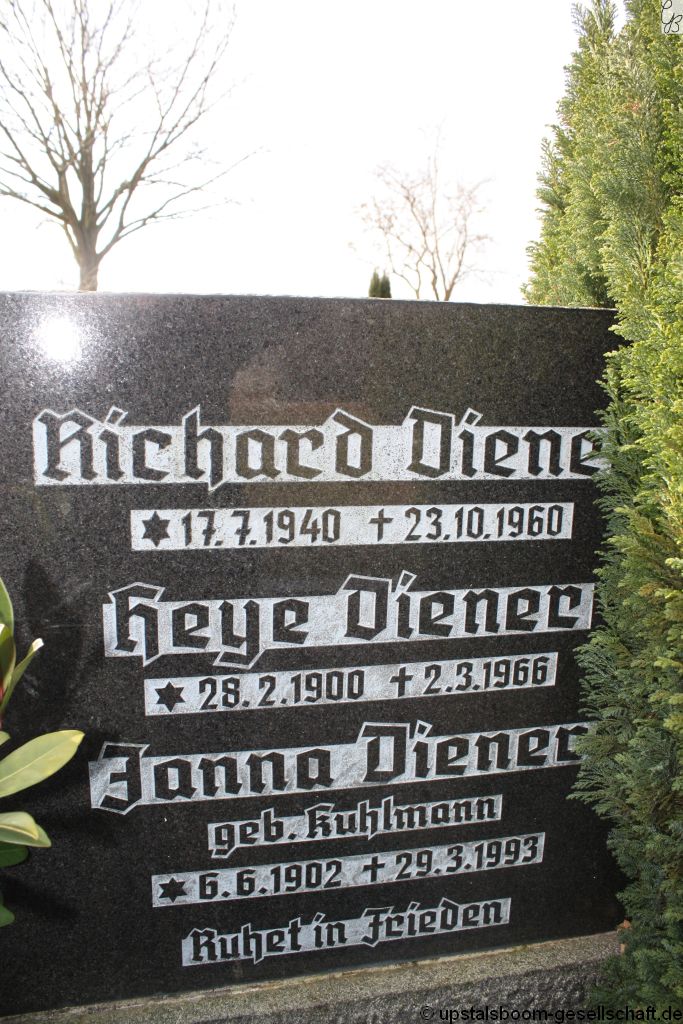 Richard Diene
* 17.7.1940 † 23.10.1960
Heye Diener
* 28.2.1900 † 2.3.1966
Janna Diener
geb. Kuhlmann
* 6.6.1902 † 29.3.1993
Ruhet in Frieden
© upstalsboom-gesellschaft.de